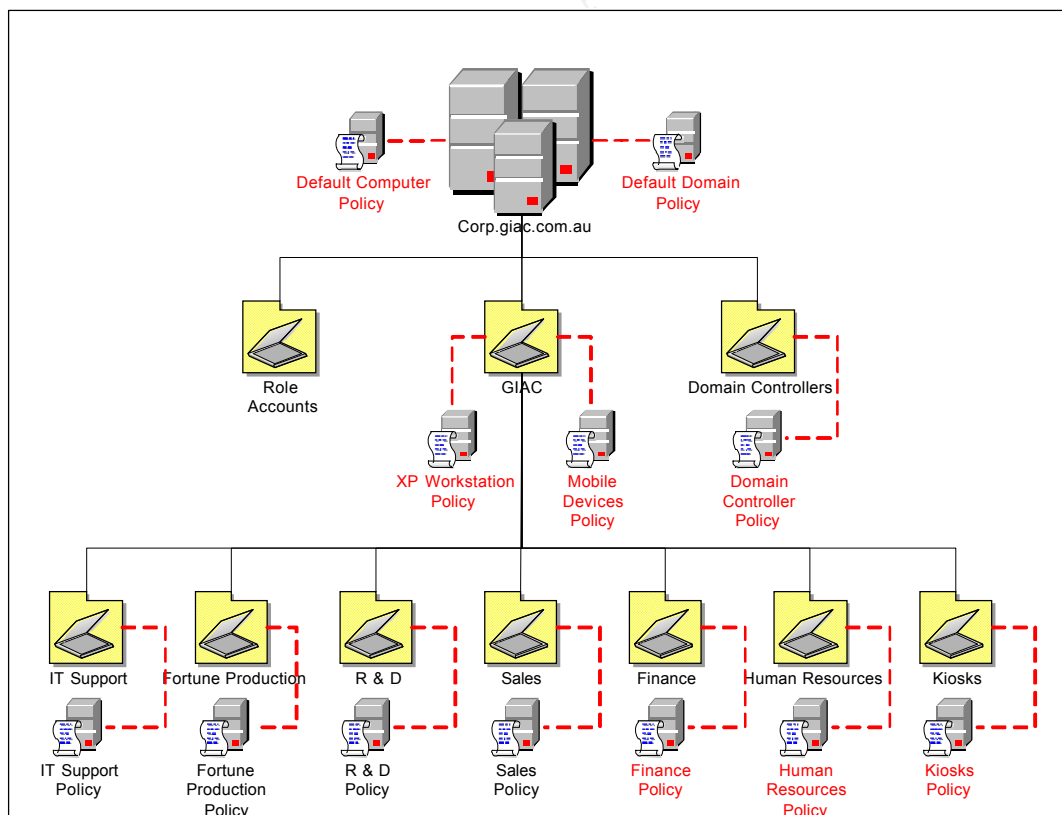 Default Computer
Policy
Default Domain
Policy
Corp.giac.com.au
Role
Accounts
GIAC
Domain Controllers
XP Workstation
Policy
Mobile
Devices
Policy
Domain
Controller
Policy
IT Support
Fortune Production
R & D
Sales
Finance
Human Resources
Kiosks
IT Support
Policy
Fortune
Production
Policy
R & D
Policy
Sales
Policy
Finance
Policy
Human
Resources
Policy
Kiosks
Policy